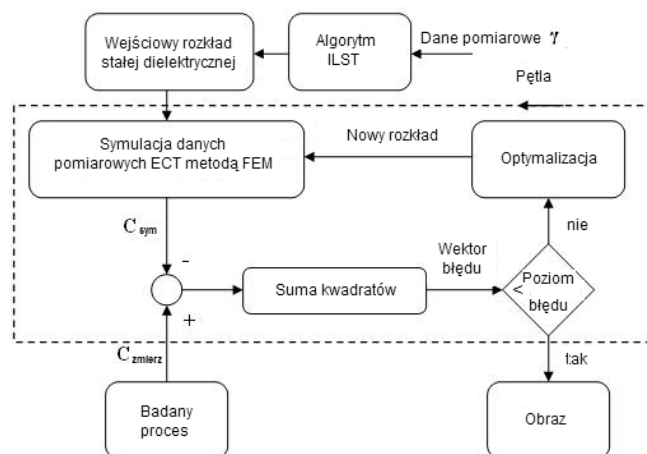 Wejściowy rozkład
stałej dielektrycznej
Algorytm
ILST
Dane pomiarowe γ
Pętla
Symulacja danych
pomiarowych ECT metodą FEM
Nowy rozkład
Optymalizacja
C sym
nie
-
Wektor
błędu
Suma kwadratów
< Poziom
błędu
+
C zmierz
tak
Badany
proces
Obraz